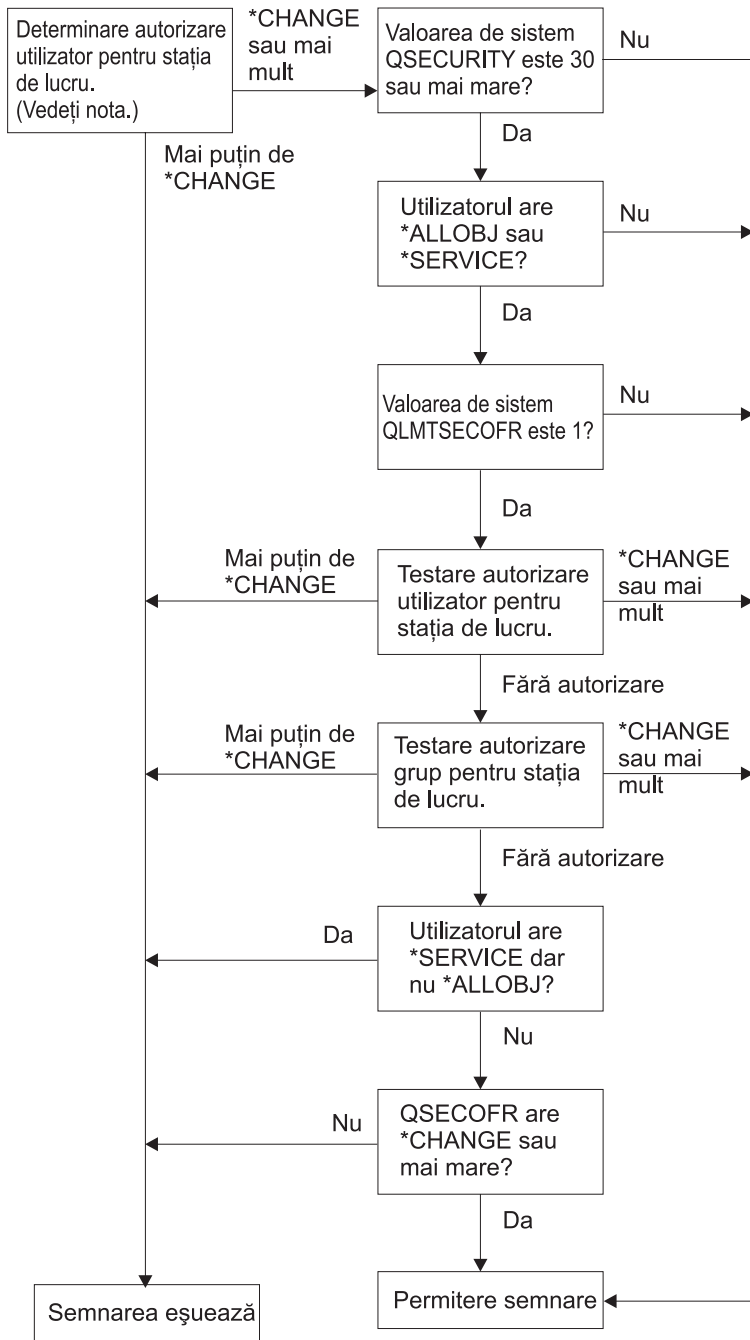 Determinare autorizare
utilizator pentru stația
de lucru.
(Vedeți nota.)
*CHANGE
sau mai
mult
Valoarea de sistem
QSECURITY este 30
sau mai mare?
Nu
Mai puțin de
*CHANGE
Da
Utilizatorul are
*ALLOBJ sau
*SERVICE?
Nu
Da
Valoarea de sistem
QLMTSECOFR este 1?
Nu
Da
Mai puțin de
*CHANGE
Testare autorizare
utilizator pentru
stația de lucru.
*CHANGE
sau mai
mult
Fără autorizare
Mai puțin de
*CHANGE
Testare autorizare
grup pentru stația
de lucru.
*CHANGE
sau mai
mult
Fără autorizare
Da
Utilizatorul are
*SERVICE dar
nu *ALLOBJ?
Nu
Nu
QSECOFR are
*CHANGE sau
mai mare?
Da
Semnarea eşuează
Permitere semnare